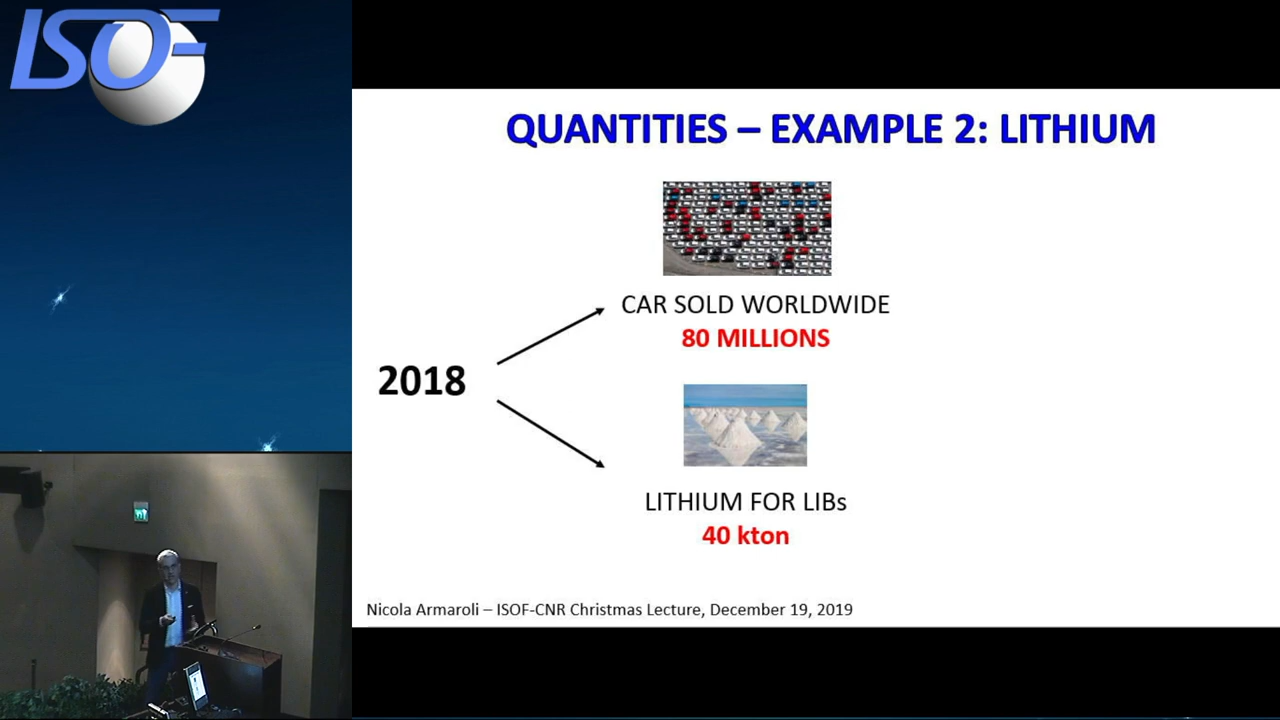 ISOF
QUANTITIES – EXAMPLE 2: LITHIUM
CAR SOLD WORLDWIDE
80 MILLIONS
2018
LITHIUM FOR LIBs
40 kton
Nicola Armaroli – ISOF-CNR Christmas Lecture, December 19, 2019